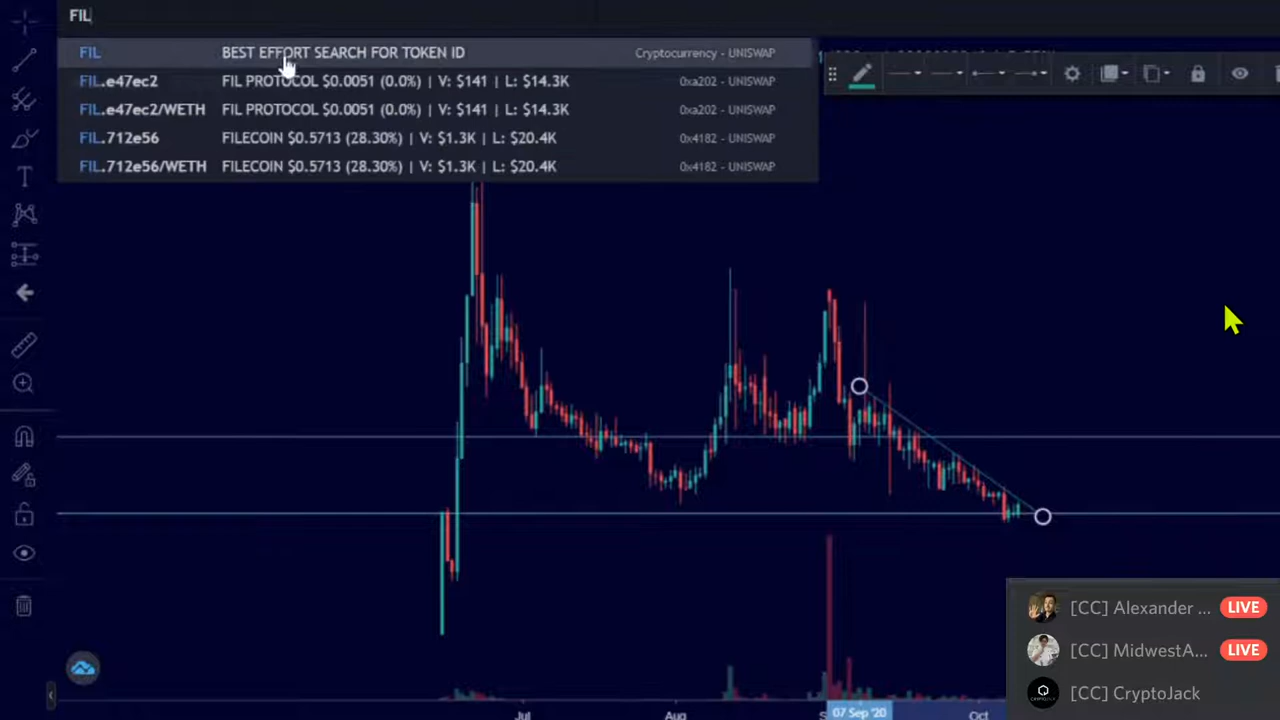 FIL
FIL BEST EFFORT SEARCH FOR TOKEN ID Cryptocurrency - UNISWAP
FIL.e47ec2 FIL PROTOCOL $0.0051 (0.0%) | V: $141 | L: $14.3K 0xa202 - UNISWAP
FIL.e47ec2/WETH FIL PROTOCOL $0.0051 (0.0%) | V: $141 | L: $14.3K 0xa202 - UNISWAP
FIL.712e56 FILECOIN $0.5713 (28.30%) | V: $1.3K | L: $20.4K 0x4182 - UNISWAP
FIL.712e56/WETH FILECOIN $0.5713 (28.30%) | V: $1.3K | L: $20.4K 0x4182 - UNISWAP
[CC] Alexander ... LIVE
[CC] MidwestA... LIVE
[CC] CryptoJack
Jul Aug 07 Sep '20 Oct